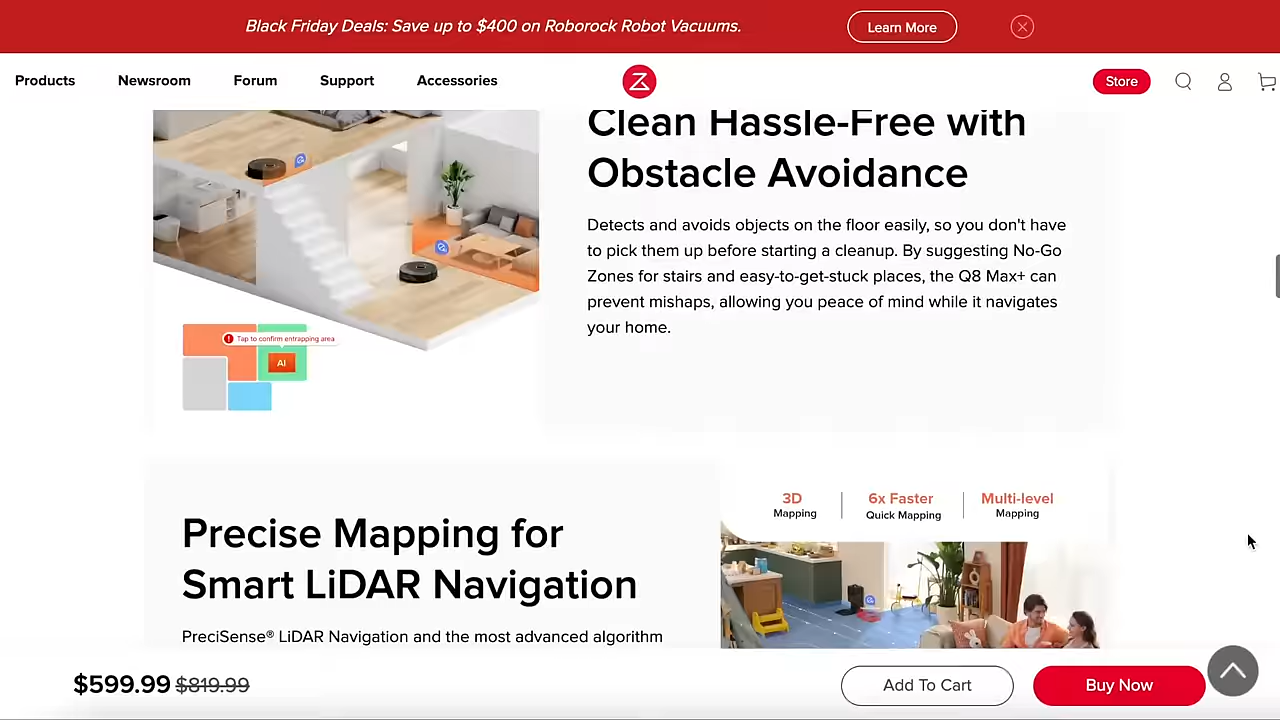 Black Friday Deals: Save up to $400 on Roborock Robot Vacuums.
Learn More
Products
Newsroom
Forum
Support
Accessories
Store
Clean Hassle-Free with
Obstacle Avoidance
Detects and avoids objects on the floor easily, so you don't have
to pick them up before starting a cleanup. By suggesting No-Go
Zones for stairs and easy-to-get-stuck places, the Q8 Max+ can
prevent mishaps, allowing you peace of mind while it navigates
your home.
Tap to confirm entrapping area
AI
Precise Mapping for
Smart LiDAR Navigation
PreciSense® LiDAR Navigation and the most advanced algorithm
3D
Mapping
6x Faster
Quick Mapping
Multi-level
Mapping
$599.99 $819.99
Add To Cart
Buy Now